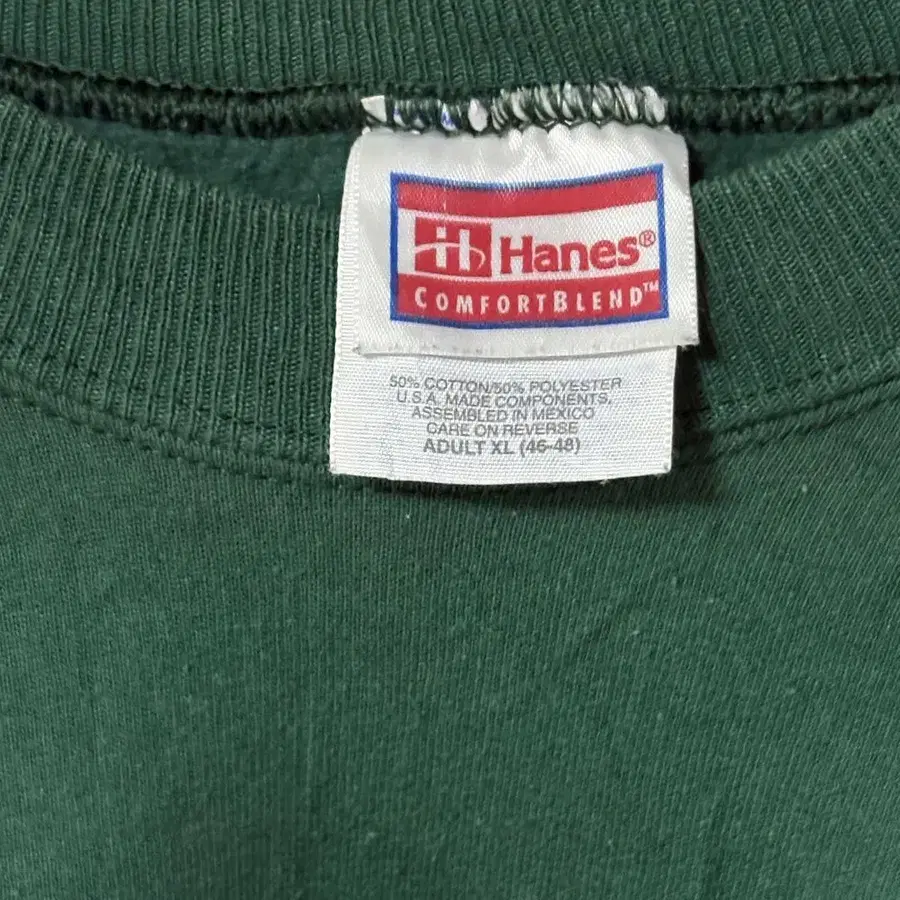 Hanes®
COMFORTBLEND™
50% COTTON/50% POLYESTER
U.S.A. MADE COMPONENTS,
ASSEMBLED IN MEXICO
CARE ON REVERSE
ADULT XL (46-48)